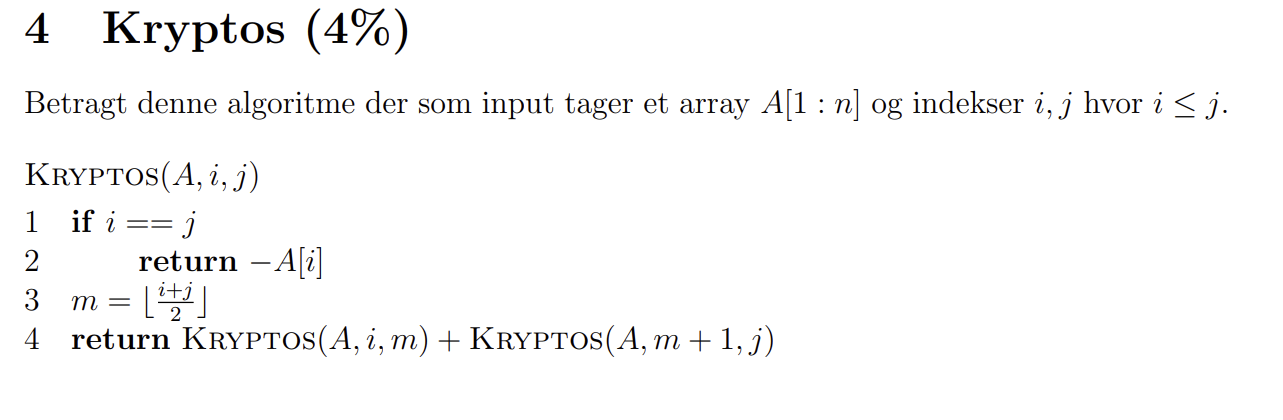 4 Kryptos (4%)
Betragt denne algoritme der som input tager et array A[1 : n] og indekser i, j hvor i ≤ j.
KRYPTOS(A, i, j)
1 if i == j
2 return −A[i]
3 m = ⌊(i+j)/2⌋
4 return KRYPTOS(A, i, m) + KRYPTOS(A, m + 1, j)